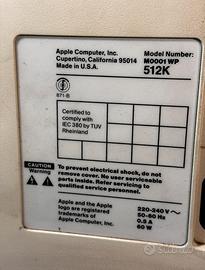 Apple Computer, Inc.
Cupertino, California 95014
Made in U.S.A.
Model Number:
M0001WP
512K
871-B
Certified to
comply with
IEC 380 by TUV
Rheinland
CAUTION
Warning
To prevent electrical shock, do not
remove cover. No user serviceable
parts inside. Refer servicing to
qualified service personnel.
Apple and the Apple
logo are registered
trademarks of
Apple Computer, Inc.
220-240 V~
50-60 Hz
0.5 A
60 W
subito